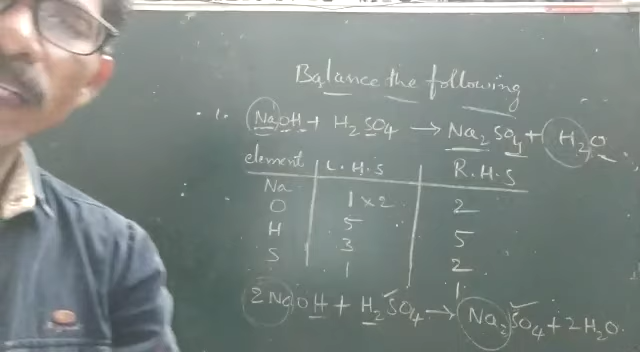 Balance the following
1. NaOH + H2SO4 → Na2SO4 + H2O
element L.H.S R.H.S
Na 1 × 2 2
O 5 5
H 3 2
S 1 1
2NaOH + H2SO4 → Na2SO4 + 2H2O